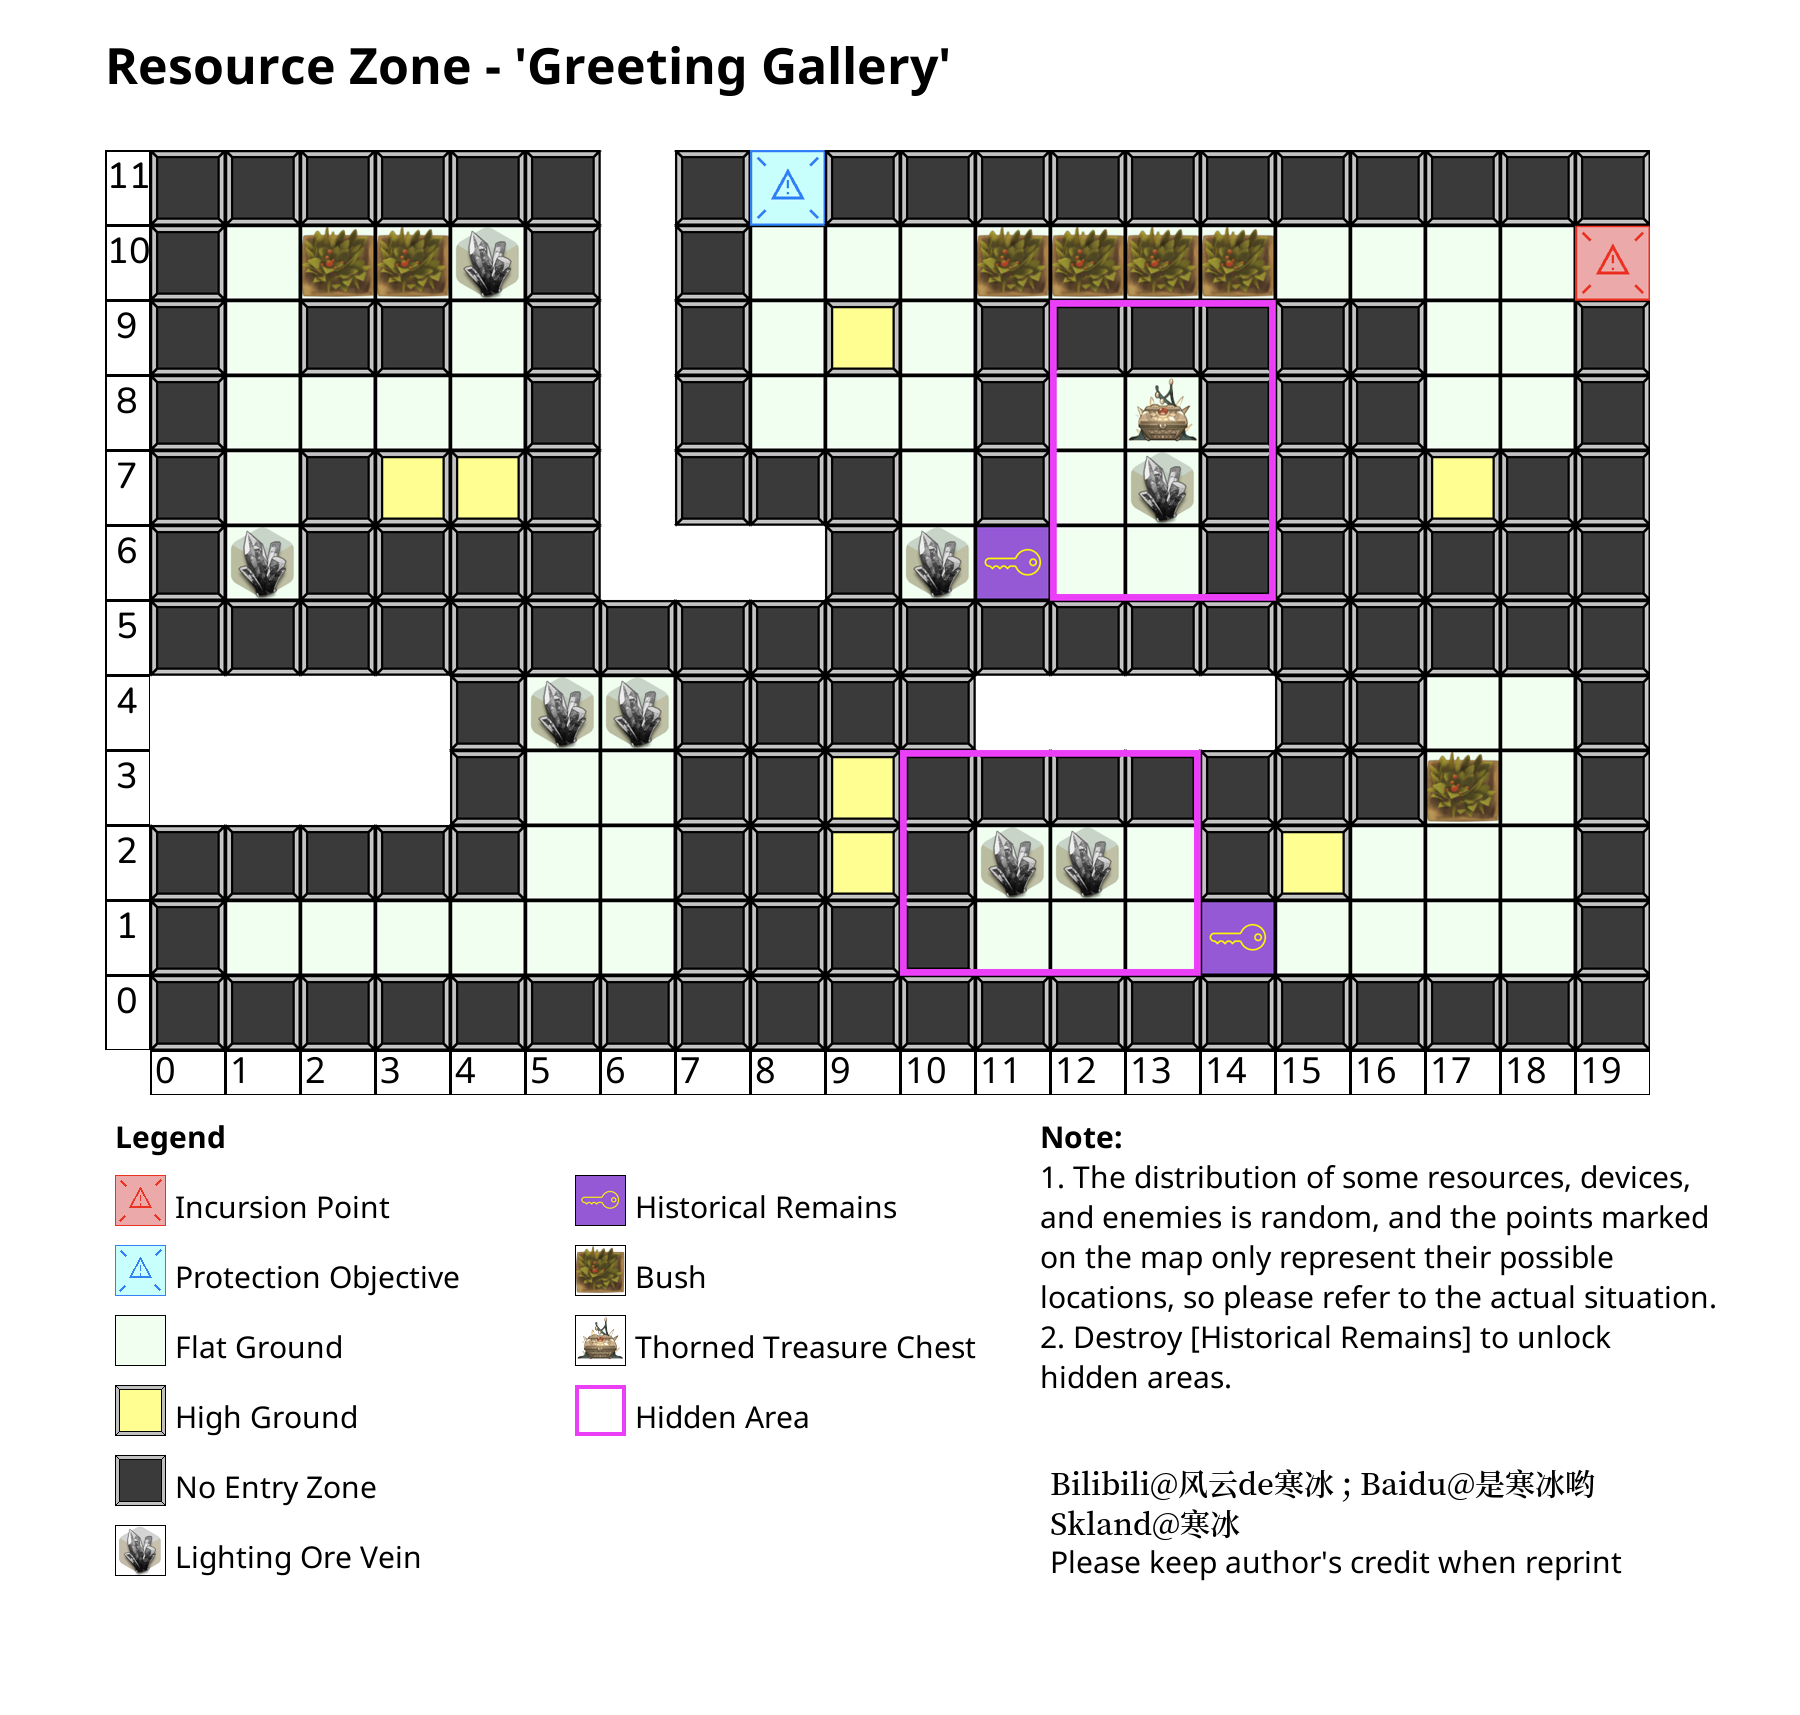 Resource Zone - 'Greeting Gallery'
11
10
9
8
7
6
5
4
3
2
1
0
0 1 2 3 4 5 6 7 8 9 10 11 12 13 14 15 16 17 18 19
Legend
Incursion Point
Protection Objective
Flat Ground
High Ground
No Entry Zone
Lighting Ore Vein
Historical Remains
Bush
Thorned Treasure Chest
Hidden Area
Note:
1. The distribution of some resources, devices,
and enemies is random, and the points marked
on the map only represent their possible
locations, so please refer to the actual situation.
2. Destroy [Historical Remains] to unlock
hidden areas.
Bilibili@风云de寒冰 ; Baidu@是寒冰哟
Skland@寒冰
Please keep author's credit when reprint